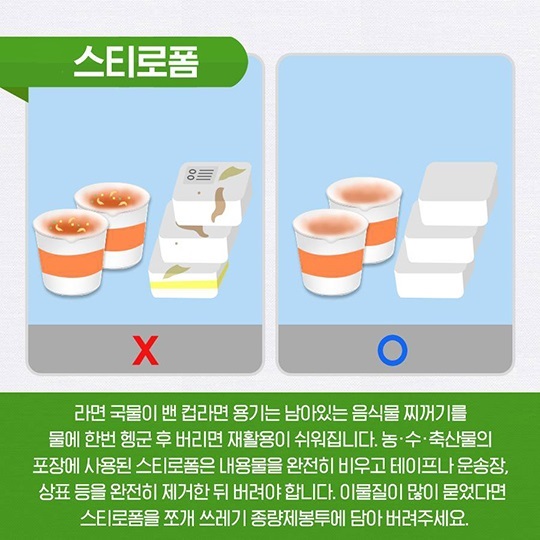 스티로폼
X
O
라면 국물이 밴 컵라면 용기는 남아있는 음식물 찌꺼기를
물에 한번 헹군 후 버리면 재활용이 쉬워집니다. 농·수·축산물의
포장에 사용된 스티로폼은 내용물을 완전히 비우고 테이프나 운송장,
상표 등을 완전히 제거한 뒤 버려야 합니다. 이물질이 많이 묻었다면
스티로폼을 쪼개 쓰레기 종량제봉투에 담아 버려주세요.